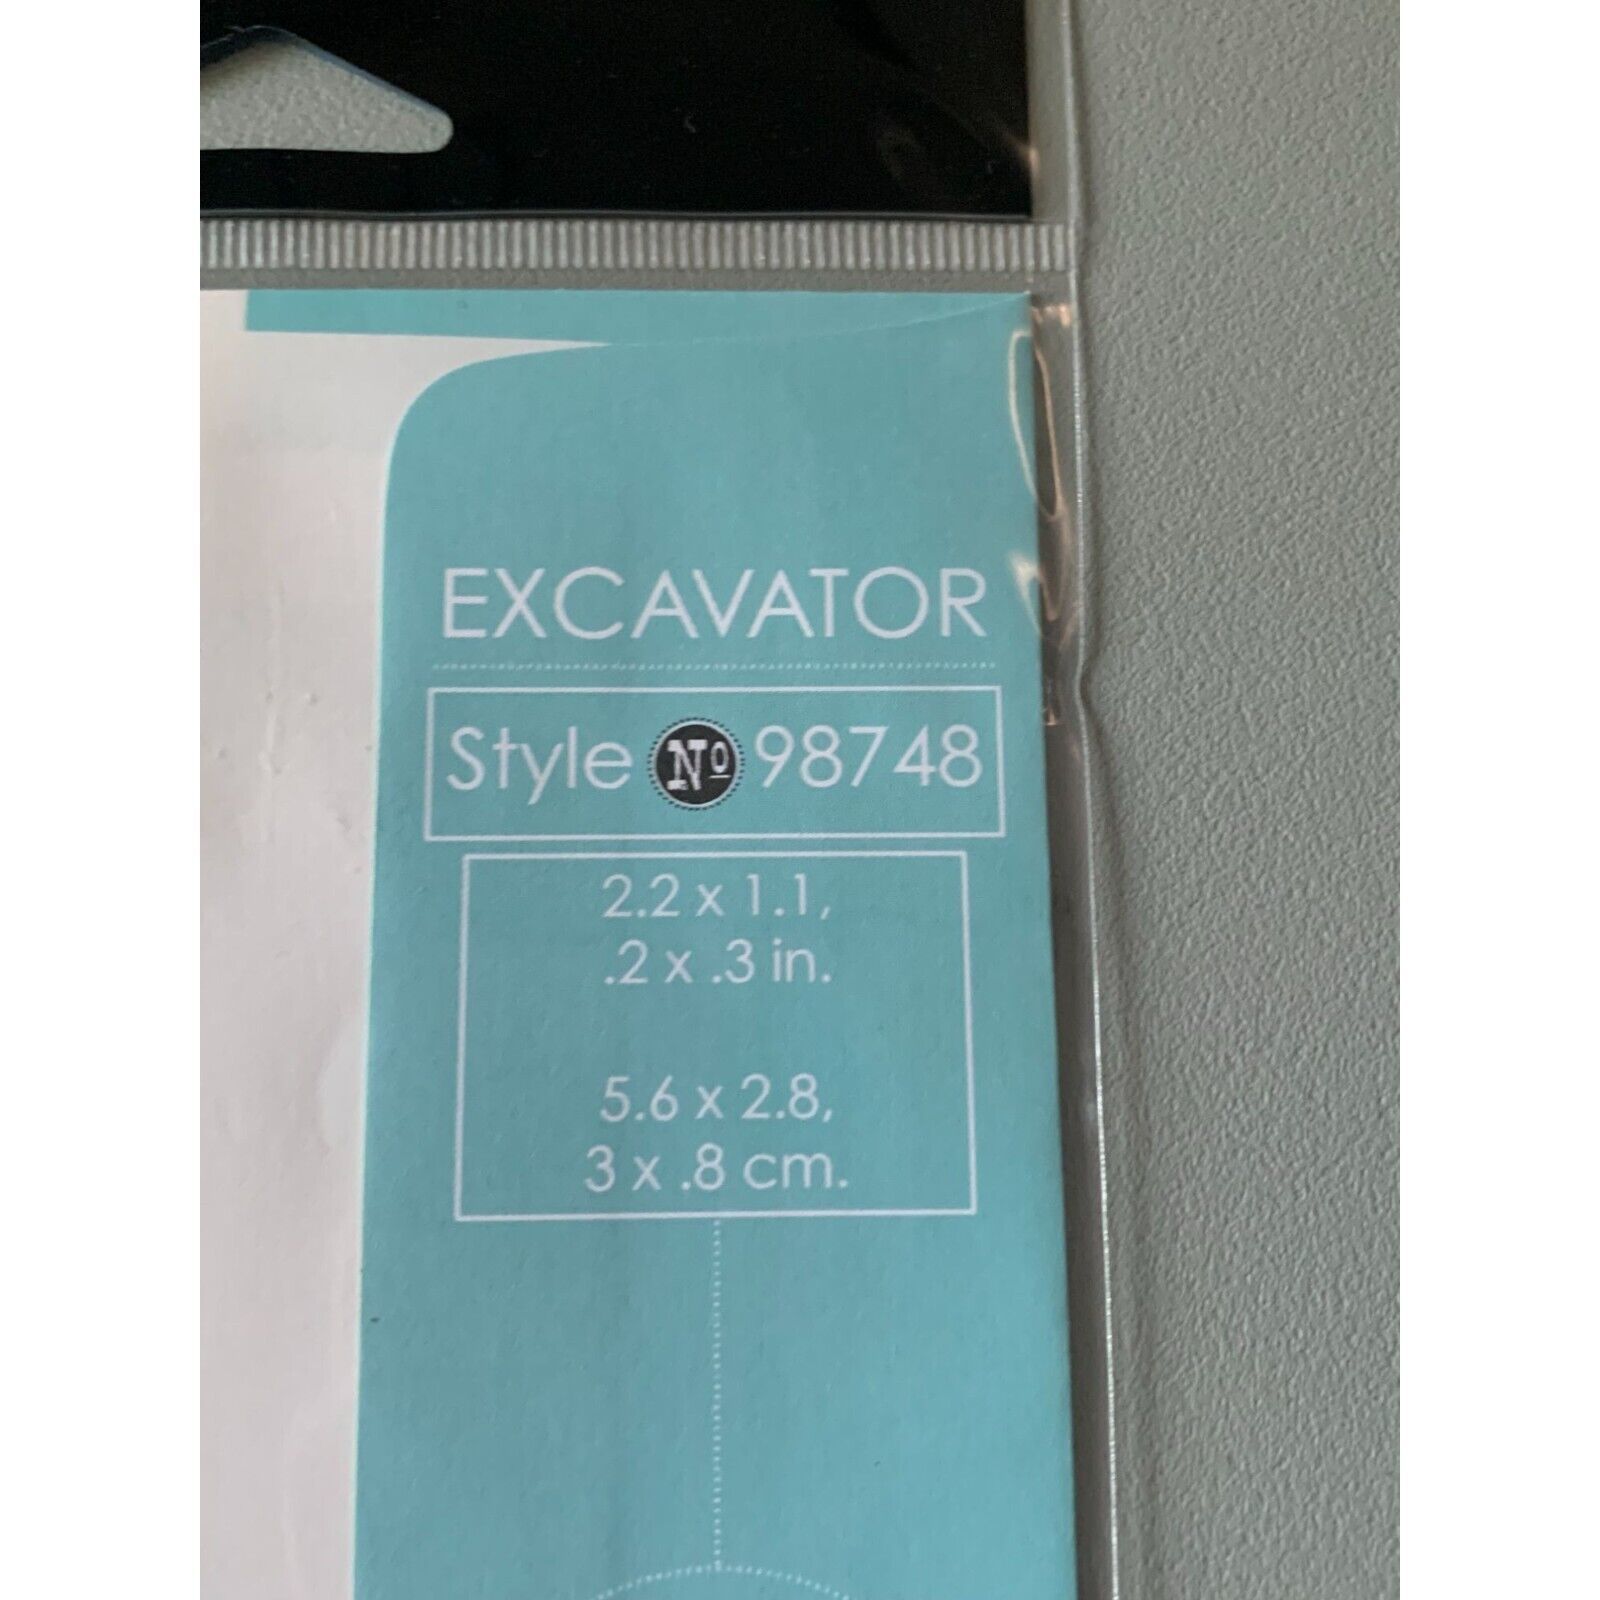 EXCAVATOR
Style No 98748
2.2 x 1.1,
.2 x .3 in.
5.6 x 2.8,
3 x .8 cm.